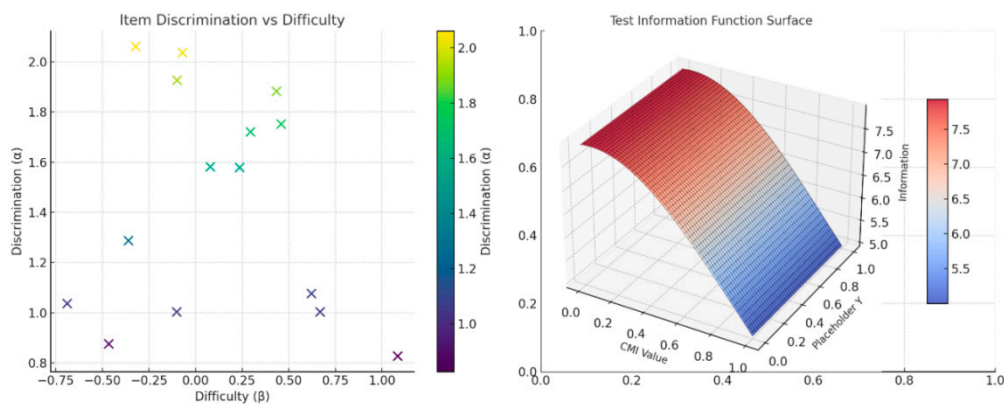 Item Discrimination vs Difficulty
Discrimination (α)
2.0
1.8
1.6
1.4
1.2
1.0
0.8
−0.75 −0.50 −0.25 0.00 0.25 0.50 0.75 1.00
Difficulty (β)
2.0
1.8
1.6
1.4
1.2
1.0
Discrimination (α)
Test Information Function Surface
1.0
0.8
0.6
0.4
0.2
0.0
0.0 0.2 0.4 0.6 0.8 1.0
0.0 0.2 0.4 0.6 0.8 1.0
CMI Value
0.0 0.2 0.4 0.6 0.8 1.0
Placeholder Y
7.5
7.0
6.5
6.0
5.5
5.0
Information
7.5
7.0
6.5
6.0
5.5